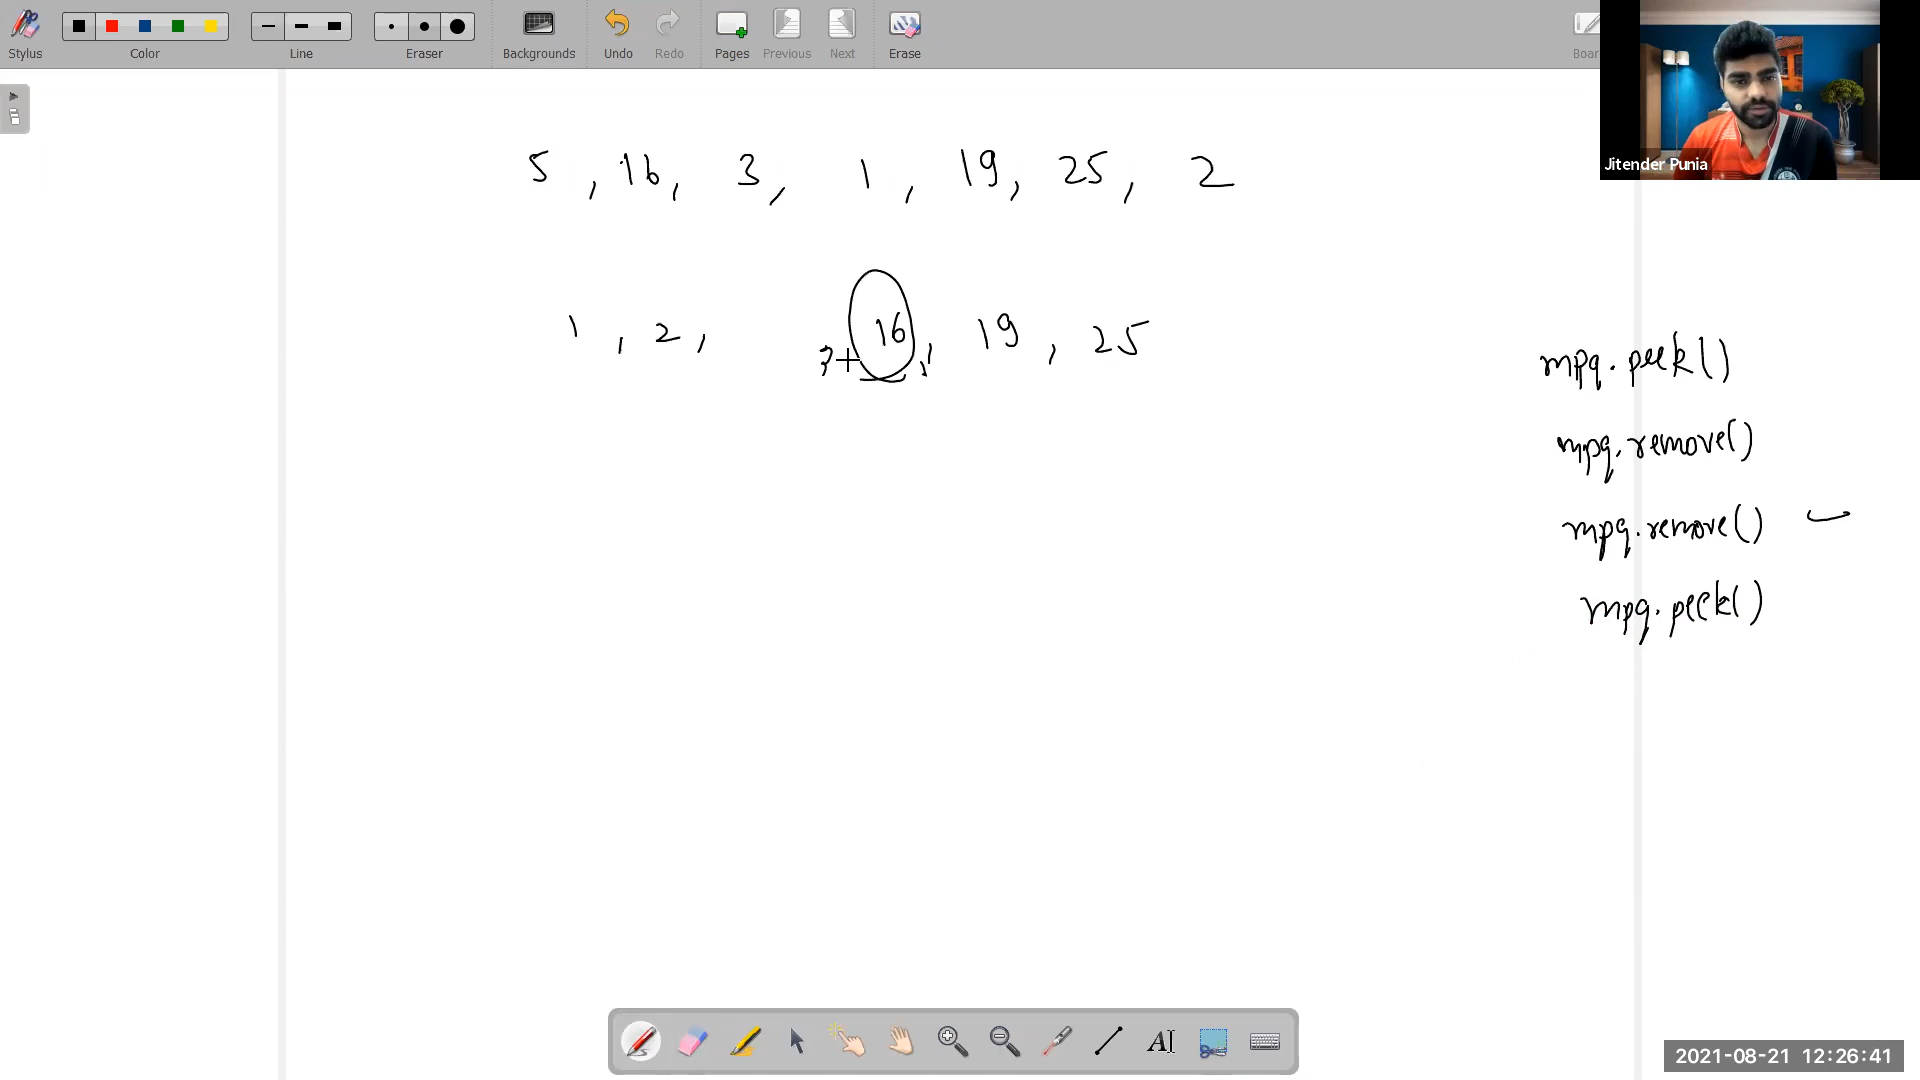 Stylus Color Line Eraser Backgrounds Undo Redo Pages Previous Next Erase Boar
Jitender Punia
5 , 16, 3, 1 , 19, 25, 2
1 , 2 , 16, 19 , 25
mpq.peek()
mpq.remove()
mpq.remove()
mpq.peek()
2021-08-21 12:26:41